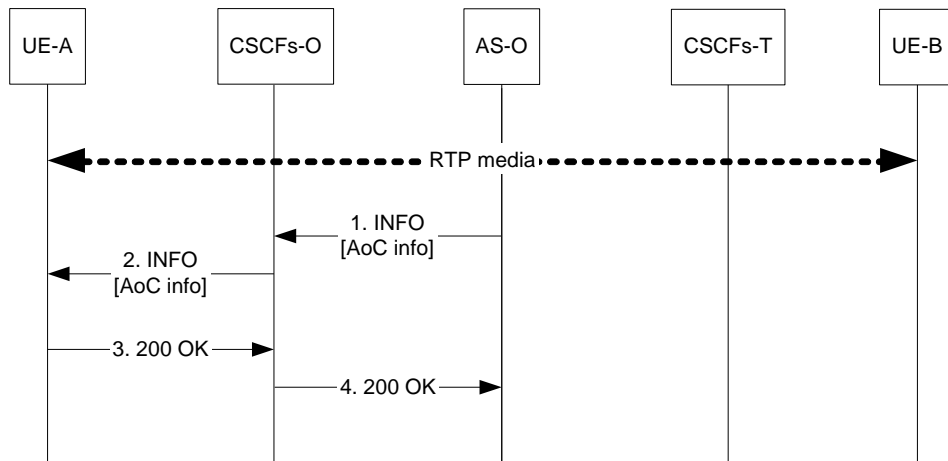 UE-A
CSCFs-O
AS-O
CSCFs-T
UE-B
RTP media
1. INFO
[AoC info]
2. INFO
[AoC info]
3. 200 OK
4. 200 OK